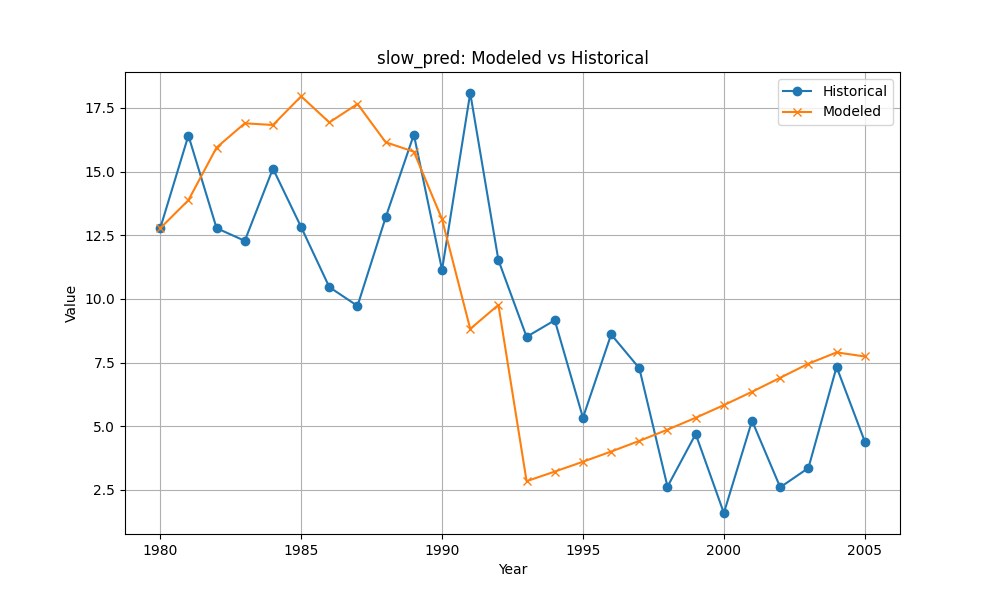 slow_pred: Modeled vs Historical
Historical
Modeled
17.5
15.0
12.5
10.0
7.5
5.0
2.5
Value
1980
1985
1990
1995
2000
2005
Year